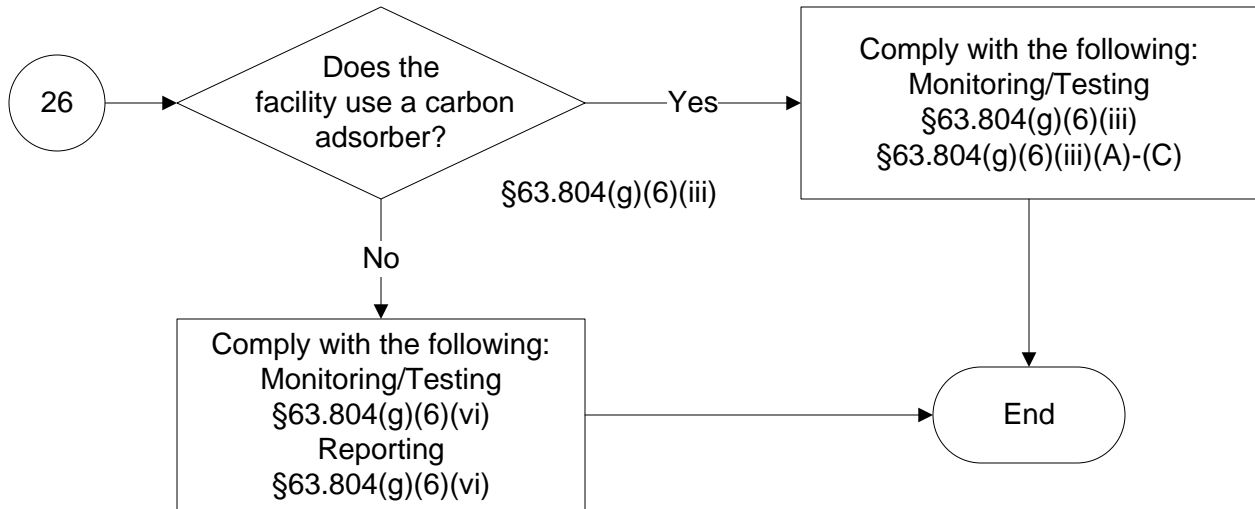 26
Does the
facility use a carbon
adsorber?
Yes
Comply with the following:
Monitoring/Testing
§63.804(g)(6)(iii)
§63.804(g)(6)(iii)(A)-(C)
§63.804(g)(6)(iii)
No
Comply with the following:
Monitoring/Testing
§63.804(g)(6)(vi)
Reporting
§63.804(g)(6)(vi)
End